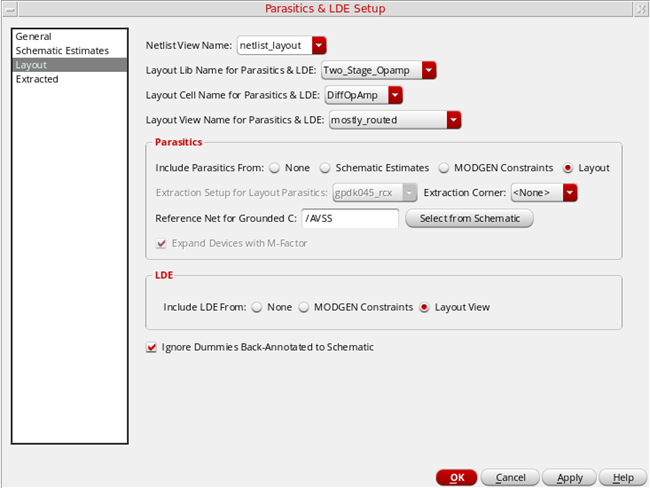 Parasitics & LDE Setup
General
Schematic Estimates
Layout
Extracted
Netlist View Name: netlist_layout
Layout Lib Name for Parasitics & LDE: Two_Stage_Opamp
Layout Cell Name for Parasitics & LDE: DiffOpAmp
Layout View Name for Parasitics & LDE: mostly_routed
Parasitics
Include Parasitics From: None Schematic Estimates MODGEN Constraints Layout
Extraction Setup for Layout Parasitics: gpdk045_rcx Extraction Corner: <None>
Reference Net for Grounded C: /AVSS Select from Schematic
Expand Devices with M-Factor
LDE
Include LDE From: None MODGEN Constraints Layout View
Ignore Dummies Back-Annotated to Schematic
OK Cancel Apply Help